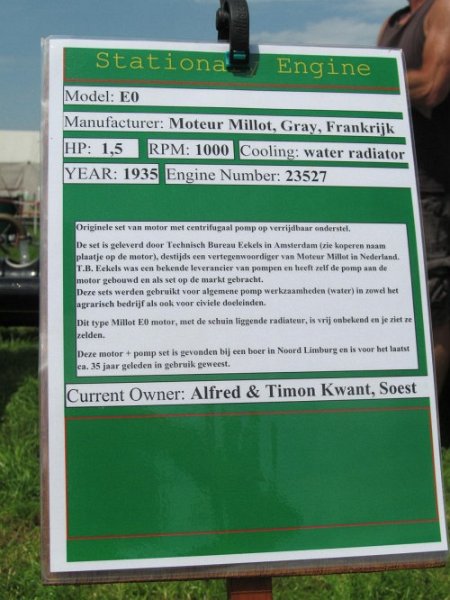 Stationa Engine
Model: E0
Manufacturer: Moteur Millot, Gray, Frankrijk
HP: 1,5 RPM: 1000 Cooling: water radiator
YEAR: 1935 Engine Number: 23527
Originele set van motor met centrifugaal pomp op verrijdbaar onderstel.
De set is geleverd door Technisch Bureau Eekels in Amsterdam (zie koperen naam
plaatje op de motor), destijds een vertegenwoordiger van Moteur Millot in Nederland.
T.B. Eekels was een bekende leverancier van pompen en heeft zelf de pomp aan de
motor gebouwd en als set op de markt gebracht.
Deze sets werden gebruikt voor algemene pomp werkzaamheden (water) in zowel het
agrarisch bedrijf als ook voor civiele doeleinden.
Dit type Millot E0 motor, met de schuin liggende radiateur, is vrij onbekend en je ziet ze
zelden.
Deze motor + pomp set is gevonden bij een boer in Noord Limburg en is voor het laatst
ca. 35 jaar geleden in gebruik geweest.
Current Owner: Alfred & Timon Kwant, Soest